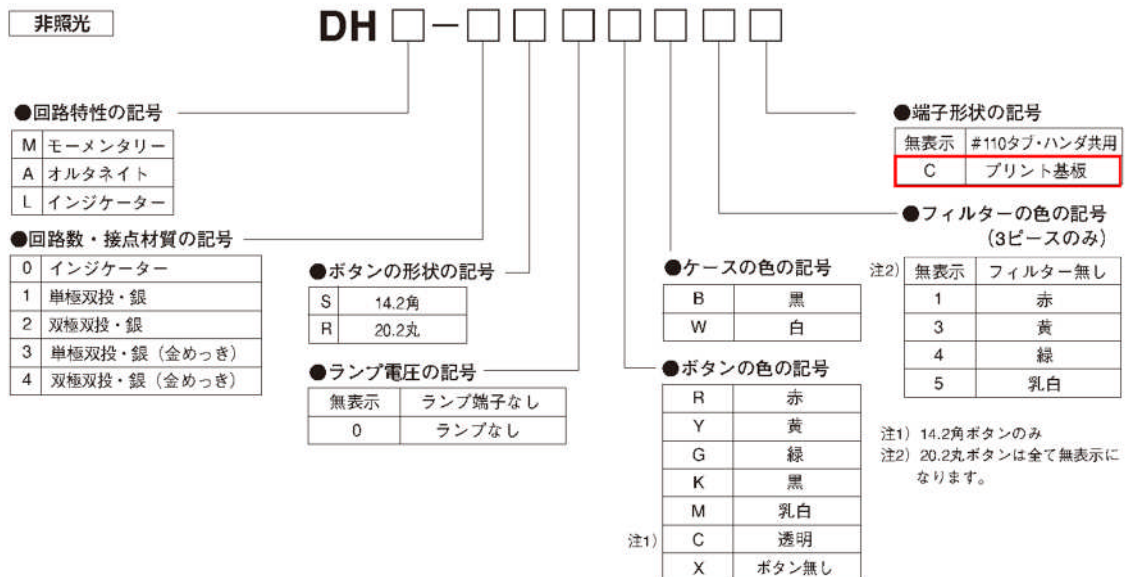 非照光
DH □-□□□□□□□
●回路特性の記号
M モーメンタリー
A オルタネイト
L インジケーター
●回路数・接点材質の記号
0 インジケーター
1 単極双投・銀
2 双極双投・銀
3 単極双投・銀（金めっき）
4 双極双投・銀（金めっき）
●ボタンの形状の記号
S 14.2角
R 20.2丸
●ランプ電圧の記号
無表示 ランプ端子なし
0 ランプなし
●ケースの色の記号
B 黒
W 白
●ボタンの色の記号
R 赤
Y 黄
G 緑
K 黒
M 乳白
注1) C 透明
X ボタン無し
●端子形状の記号
無表示 #110タブ・ハンダ共用
C プリント基板
●フィルターの色の記号
（3ピースのみ）
注2) 無表示 フィルター無し
1 赤
3 黄
4 緑
5 乳白
注1) 14.2角ボタンのみ
注2) 20.2丸ボタンは全て無表示に
なります。